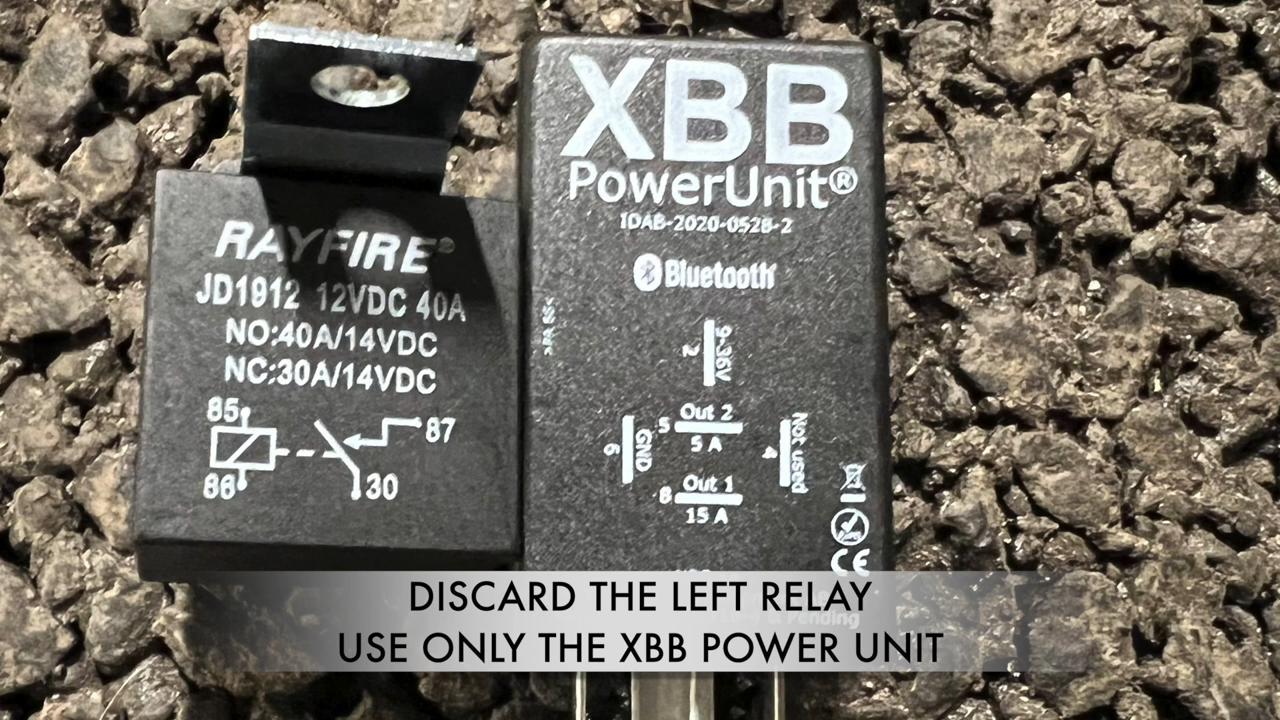 RAYFIRE®
JD1912 12VDC 40A
NO:40A/14VDC
NC:30A/14VDC
85
87
86
30
XBB
PowerUnit®
IDAB-2020-0528-2
Bluetooth
9-36V
2
Out 2
5
5 A
GND
6
Not used
4
Out 1
8
15 A
CE
Pending
DISCARD THE LEFT RELAY
USE ONLY THE XBB POWER UNIT